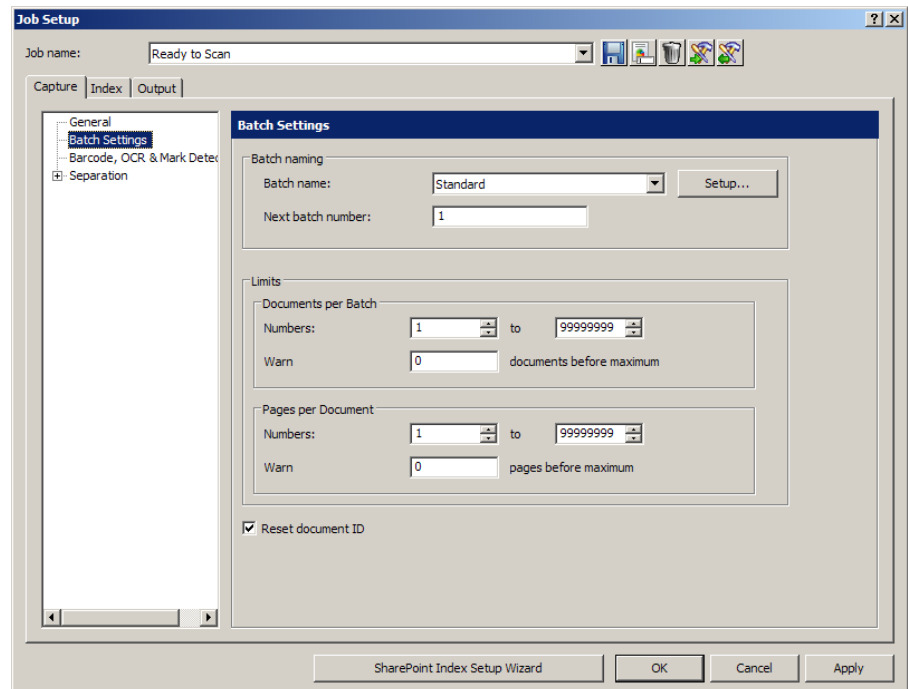 Job Setup
Job name: Ready to Scan
Capture Index Output
General
Batch Settings
Barcode, OCR & Mark Detec
Separation
Batch Settings
Batch naming
Batch name: Standard Setup...
Next batch number: 1
Limits
Documents per Batch
Numbers: 1 to 99999999
Warn 0 documents before maximum
Pages per Document
Numbers: 1 to 99999999
Warn 0 pages before maximum
Reset document ID
SharePoint Index Setup Wizard OK Cancel Apply